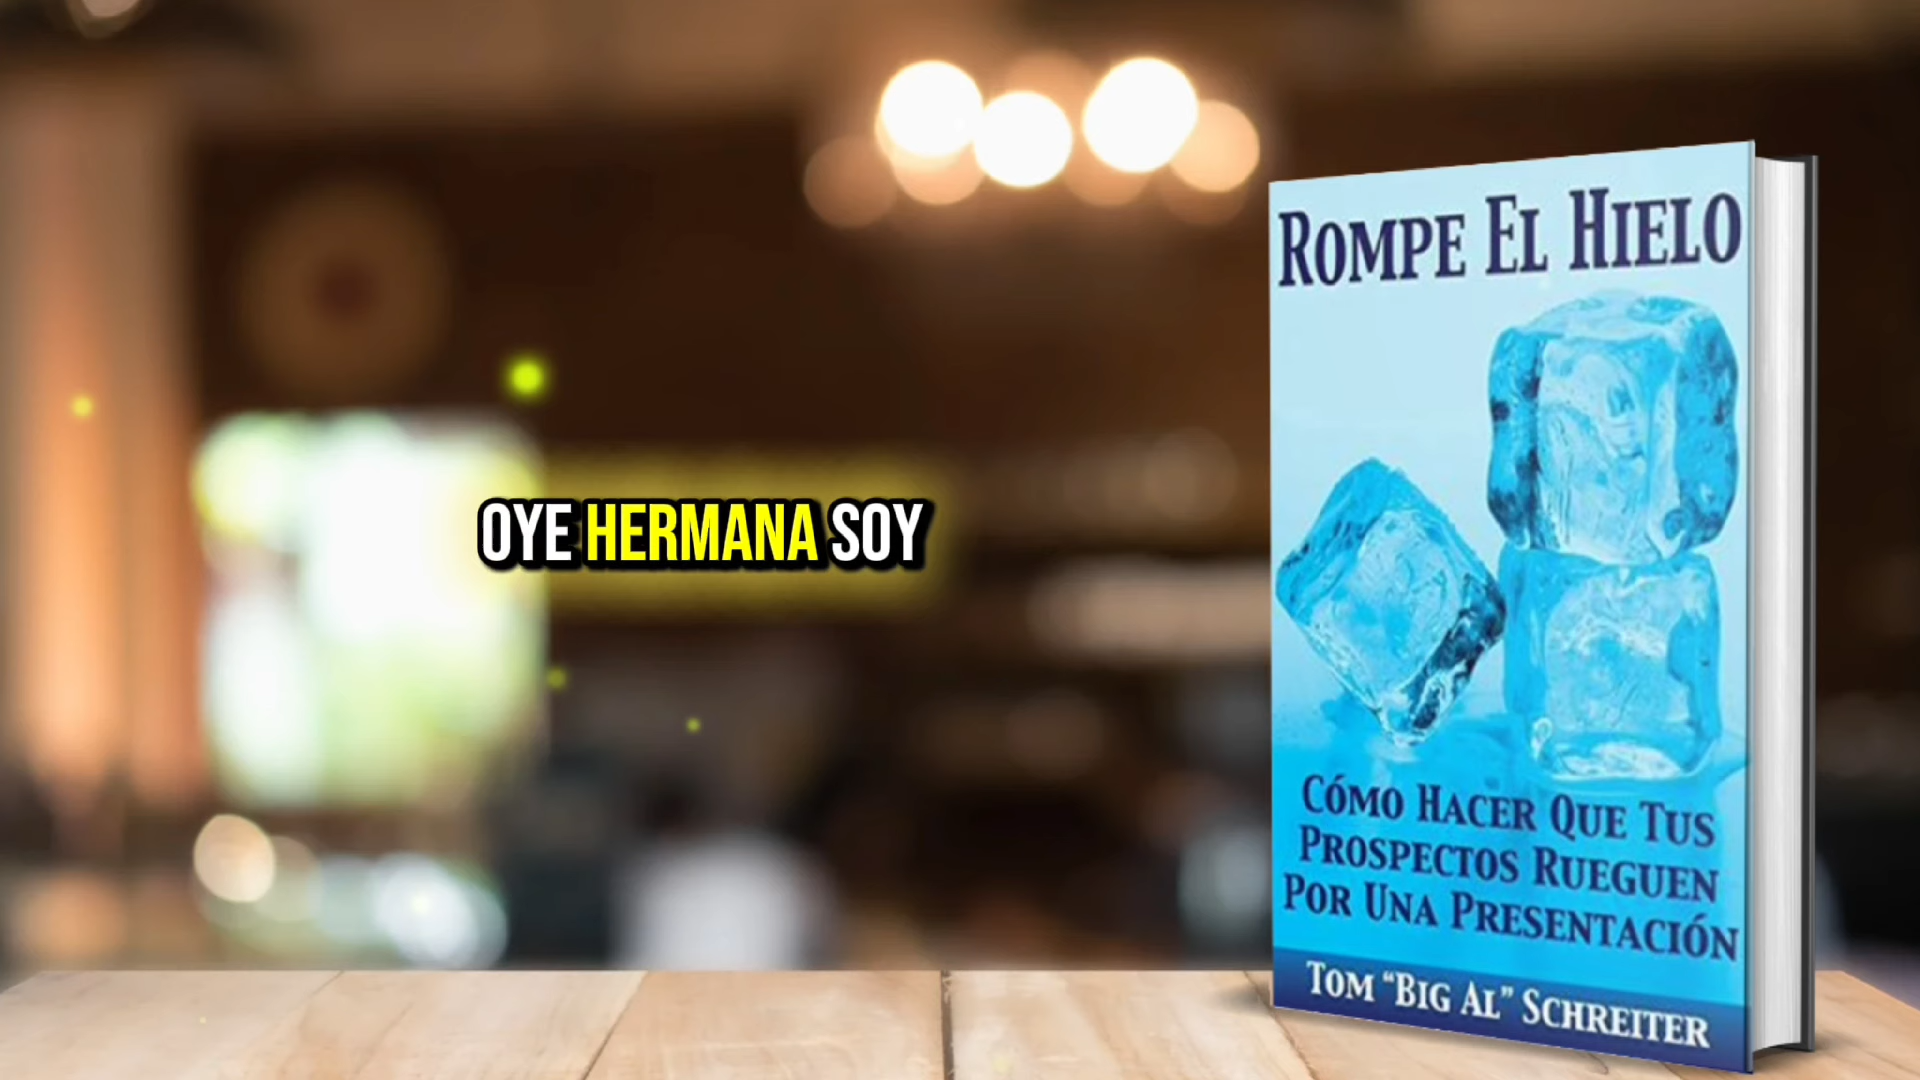 OYE HERMANA SOY
ROMPE EL HIELO
CÓMO HACER QUE TUS
PROSPECTOS RUEGUEN
POR UNA PRESENTACIÓN
TOM “BIG AL” SCHREITER